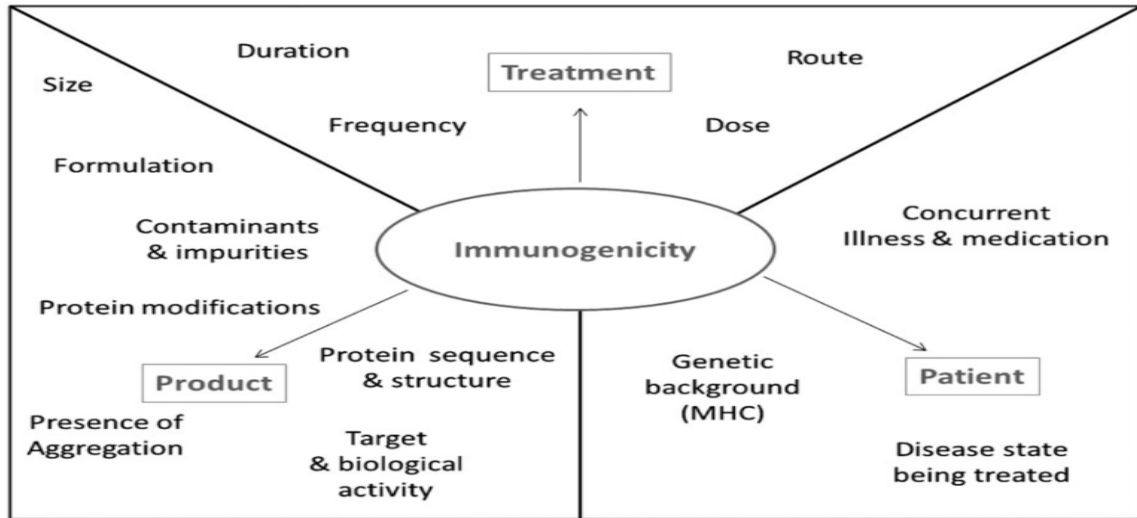 Duration
Treatment
Route
Size
Frequency
Dose
Formulation
Contaminants
& impurities
Concurrent
Illness & medication
Immunogenicity
Protein modifications
Protein sequence
& structure
Product
Genetic
background
(MHC)
Patient
Presence of
Aggregation
Target
& biological
activity
Disease state
being treated